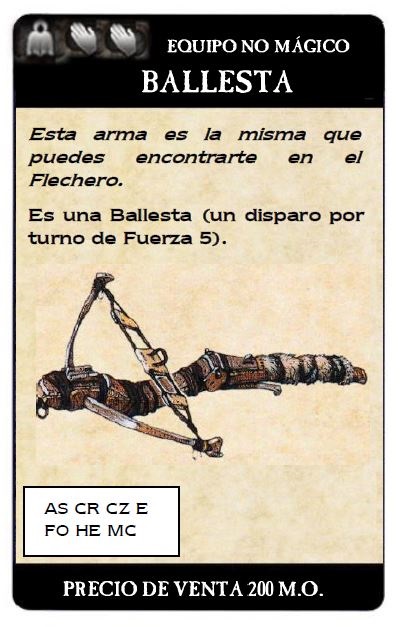 EQUIPO NO MÁGICO
BALLESTA
Esta arma es la misma que
puedes encontrarte en el
Flechero.
Es una Ballesta (un disparo por
turno de Fuerza 5).
AS CR CZ E
FO HE MC
PRECIO DE VENTA 200 M.O.